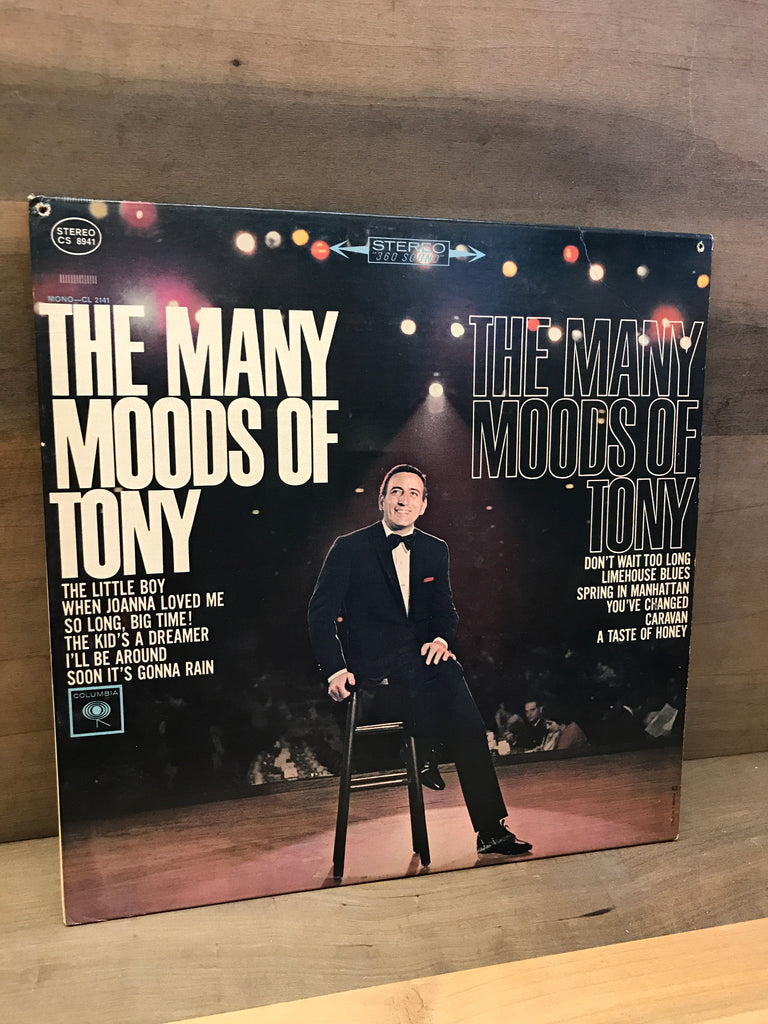 STEREO
CS 8941
STEREO
"360 SOUND"
MONO—CL 2141
THE MANY
MOODS OF
TONY
THE LITTLE BOY
WHEN JOANNA LOVED ME
SO LONG, BIG TIME!
THE KID'S A DREAMER
I'LL BE AROUND
SOON IT'S GONNA RAIN
COLUMBIA
THE MANY
MOODS OF
TONY
DON'T WAIT TOO LONG
LIMEHOUSE BLUES
SPRING IN MANHATTAN
YOU'VE CHANGED
CARAVAN
A TASTE OF HONEY